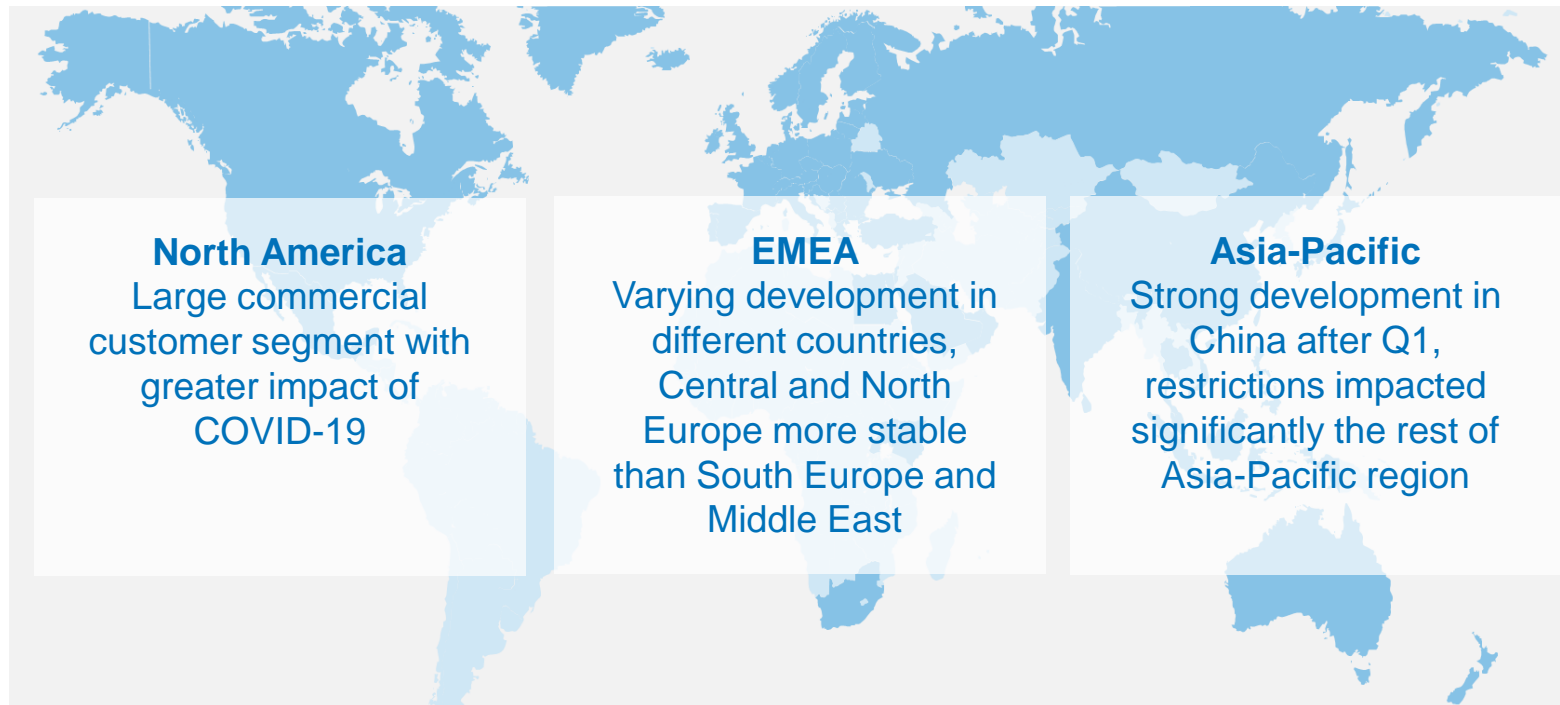 North America
Large commercial
customer segment with
greater impact of
COVID-19
EMEA
Varying development in
different countries,
Central and North
Europe more stable
than South Europe and
Middle East
Asia-Pacific
Strong development in
China after Q1,
restrictions impacted
significantly the rest of
Asia-Pacific region